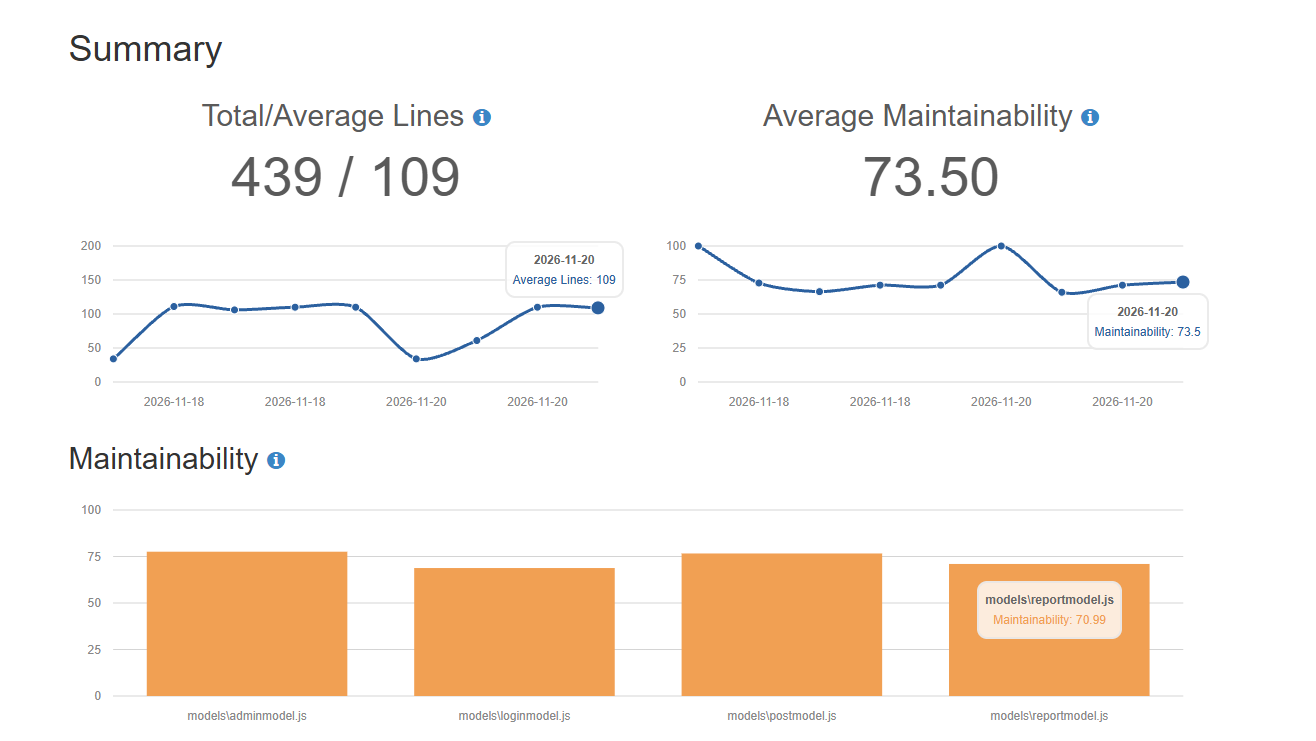 Summary
Total/Average Lines
439 / 109
200
150
100
50
0
2026-11-20
Average Lines: 109
2026-11-18
2026-11-18
2026-11-20
2026-11-20
Average Maintainability
73.50
100
75
50
25
0
2026-11-20
Maintainability: 73.5
2026-11-18
2026-11-18
2026-11-20
2026-11-20
Maintainability
100
75
50
25
0
models\reportmodel.js
Maintainability: 70.99
models\adminmodel.js
models\loginmodel.js
models\postmodel.js
models\reportmodel.js